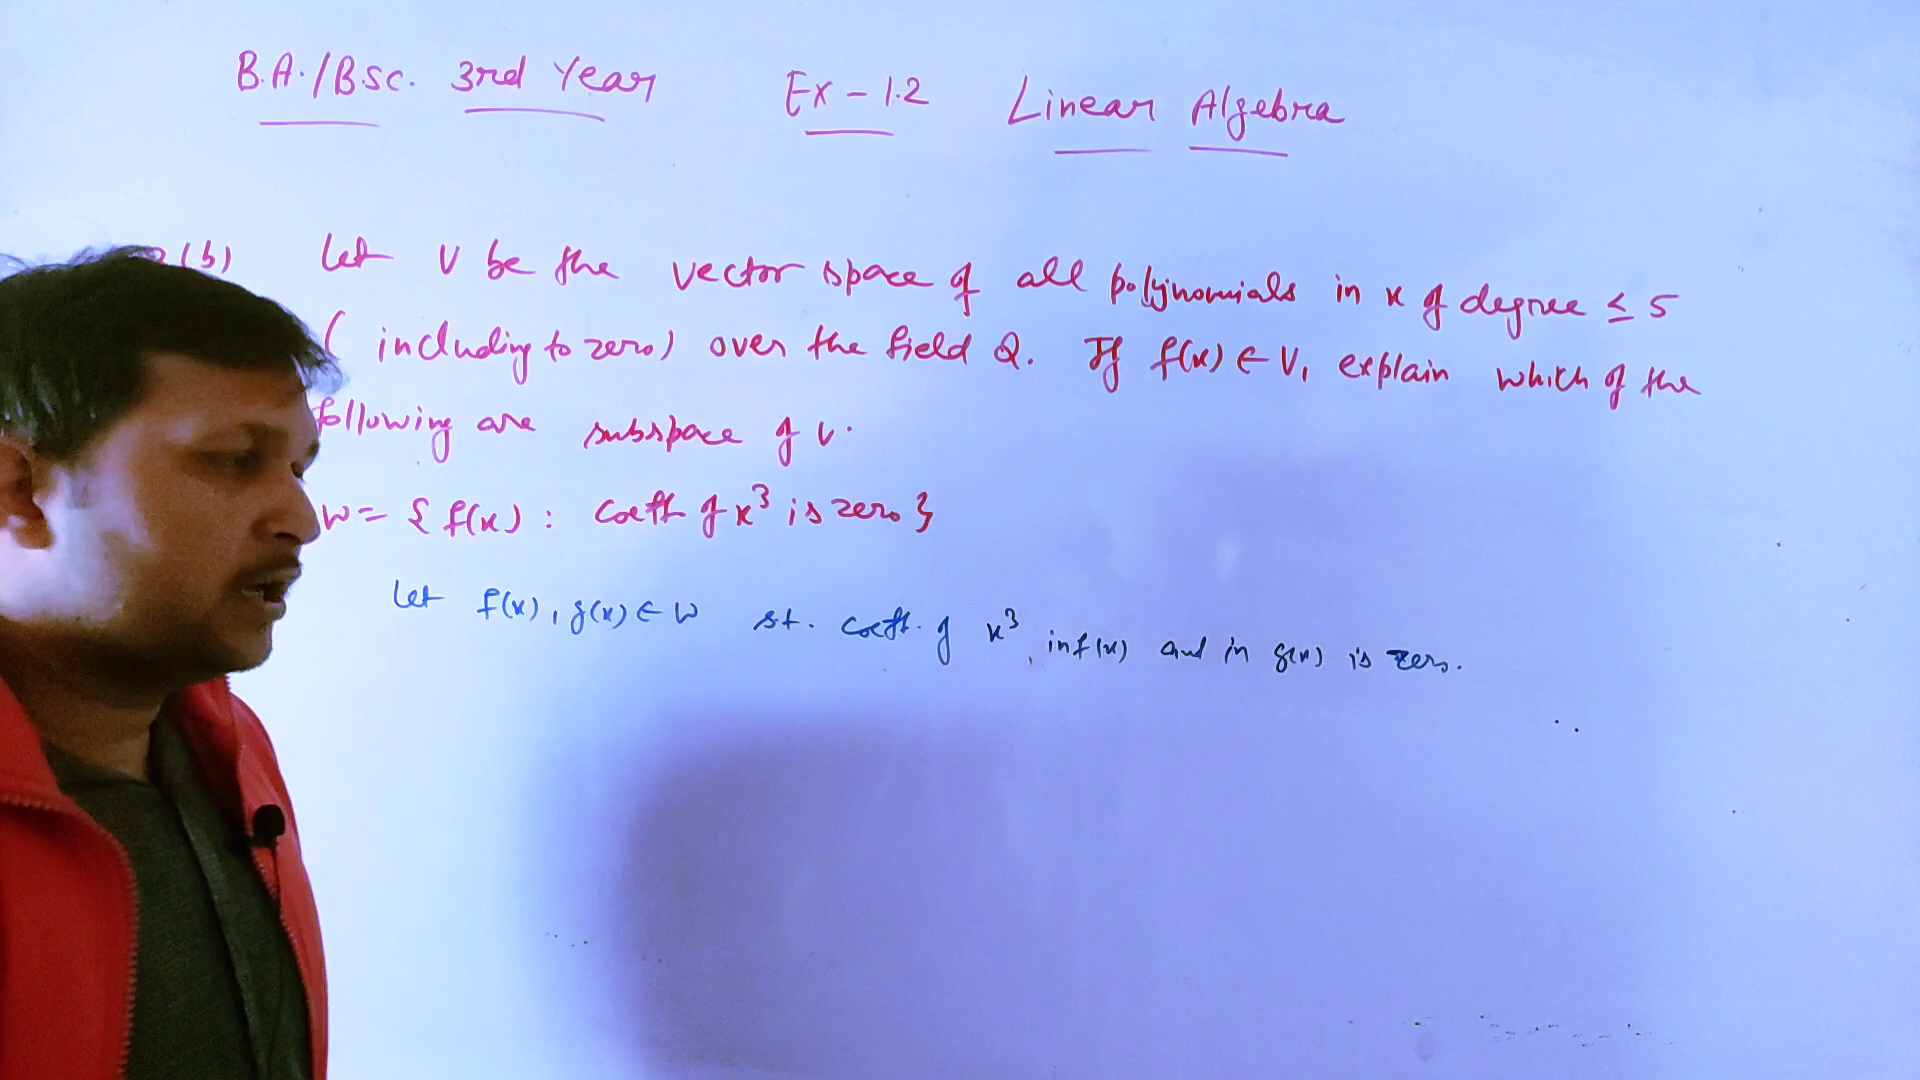 B.A./B.sc. 3rd Year Ex - 1.2 Linear Algebra
(b) Let V be the vector space of all polynomials in x of degree ≤ 5
( including to zero) over the field Q. If f(x) ∈ V, explain which of the
following are subspace of V.
W = { f(x) : coeff of x³ is zero }
Let f(x), g(x) ∈ W s.t. coeff. of x³ in f(x) and in g(x) is zero.